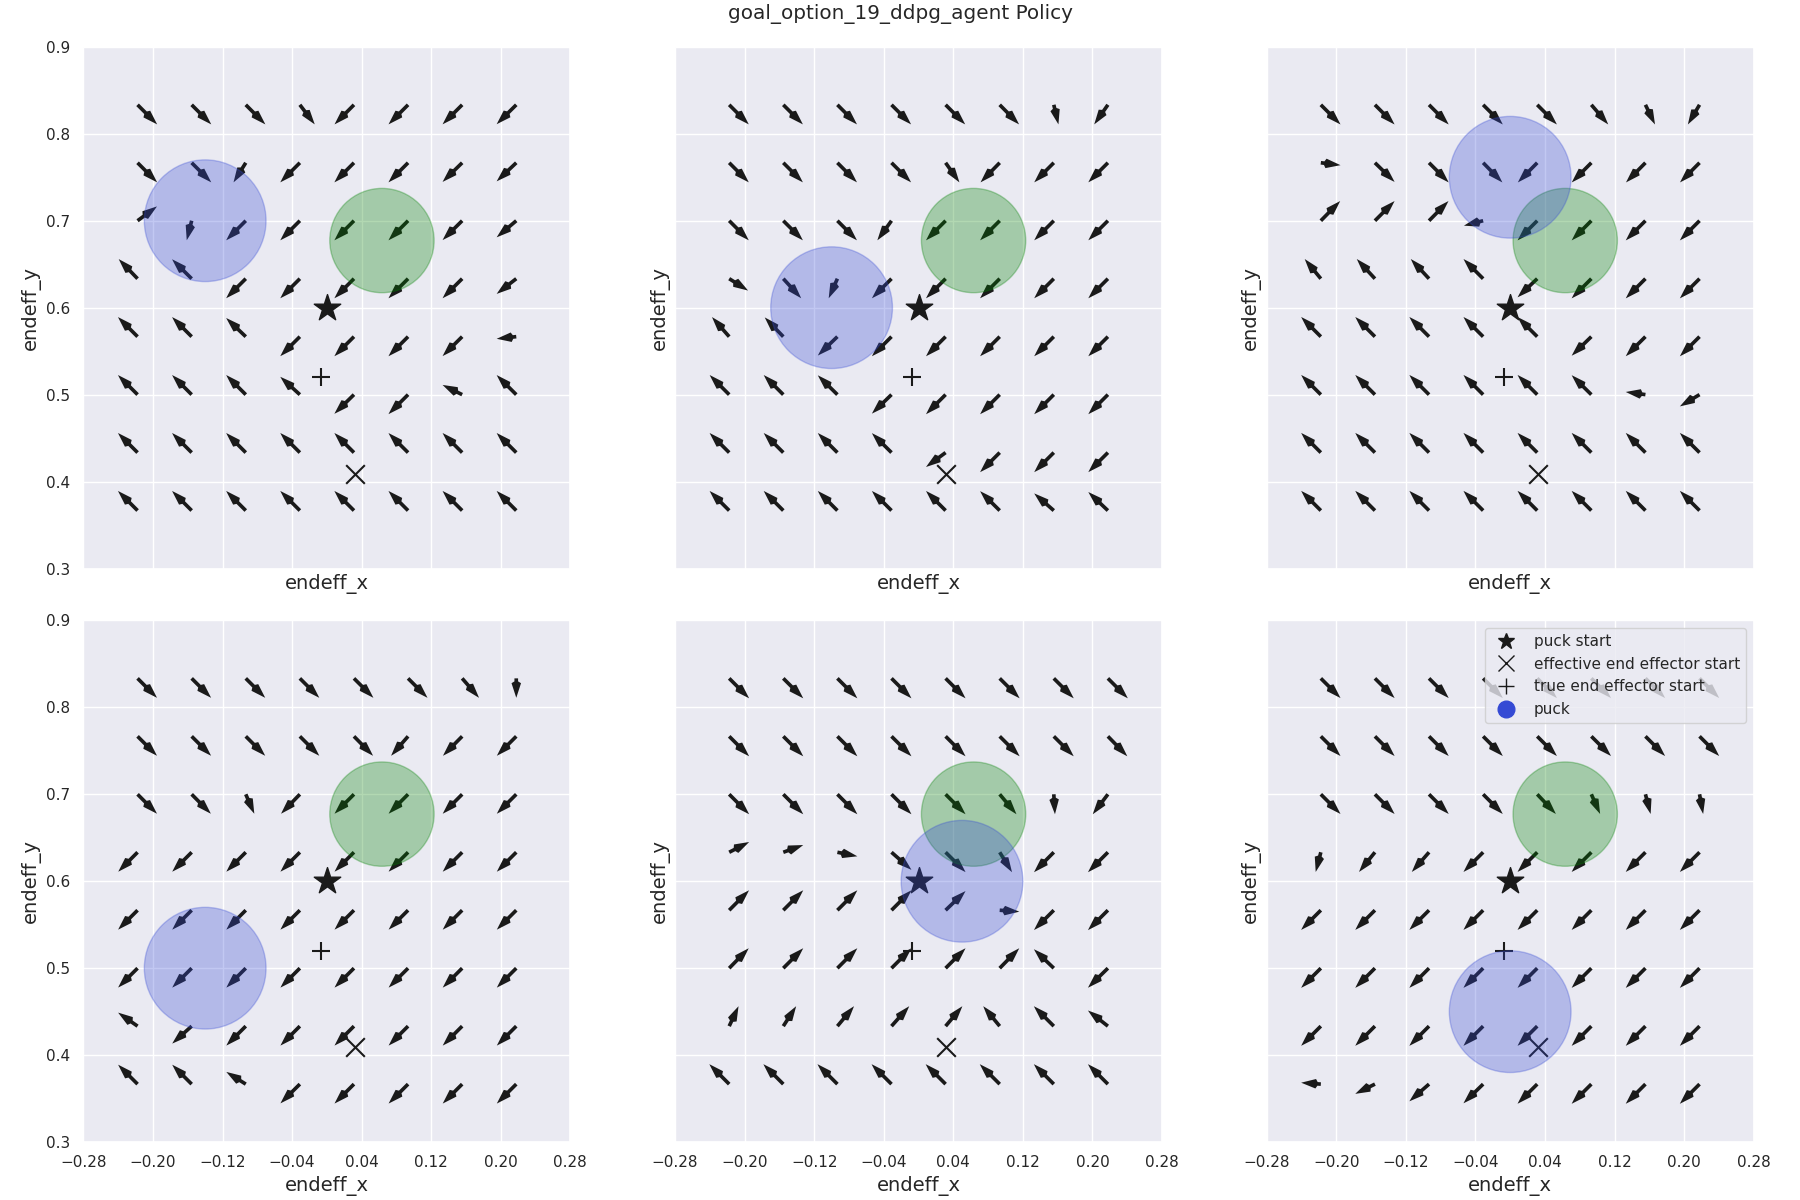 goal_option_19_ddpg_agent Policy
0.9
0.8
0.7
0.6
0.5
0.4
0.3
endeff_y
endeff_x
endeff_y
endeff_x
endeff_y
endeff_x
0.9
0.8
0.7
0.6
0.5
0.4
0.3
endeff_y
−0.28 −0.20 −0.12 −0.04 0.04 0.12 0.20 0.28
endeff_x
endeff_y
−0.28 −0.20 −0.12 −0.04 0.04 0.12 0.20 0.28
endeff_x
endeff_y
puck start
effective end effector start
true end effector start
puck
−0.28 −0.20 −0.12 −0.04 0.04 0.12 0.20 0.28
endeff_x